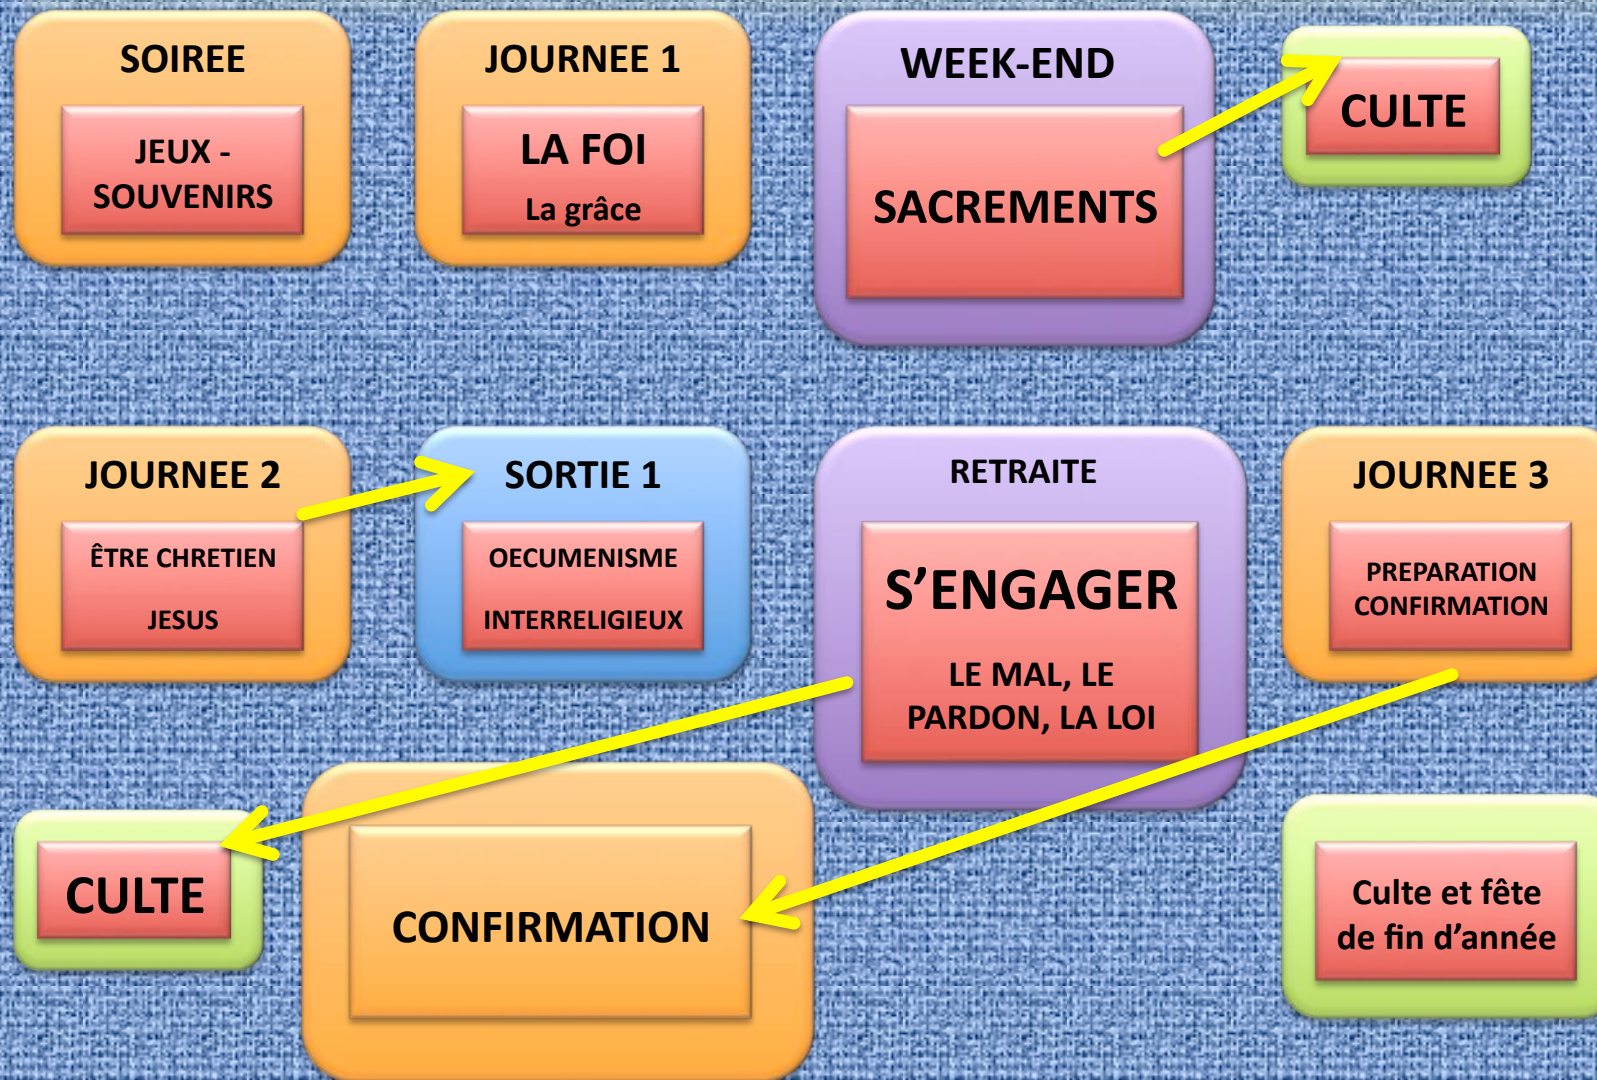 SOIREE
JEUX -
SOUVENIRS
JOURNEE 1
LA FOI
La grâce
WEEK-END
SACREMENTS
CULTE
JOURNEE 2
ÊTRE CHRETIEN
JESUS
SORTIE 1
OECUMENISME
INTERRELIGIEUX
RETRAITE
S’ENGAGER
LE MAL, LE
PARDON, LA LOI
JOURNEE 3
PREPARATION
CONFIRMATION
CULTE
CONFIRMATION
Culte et fête
de fin d’année